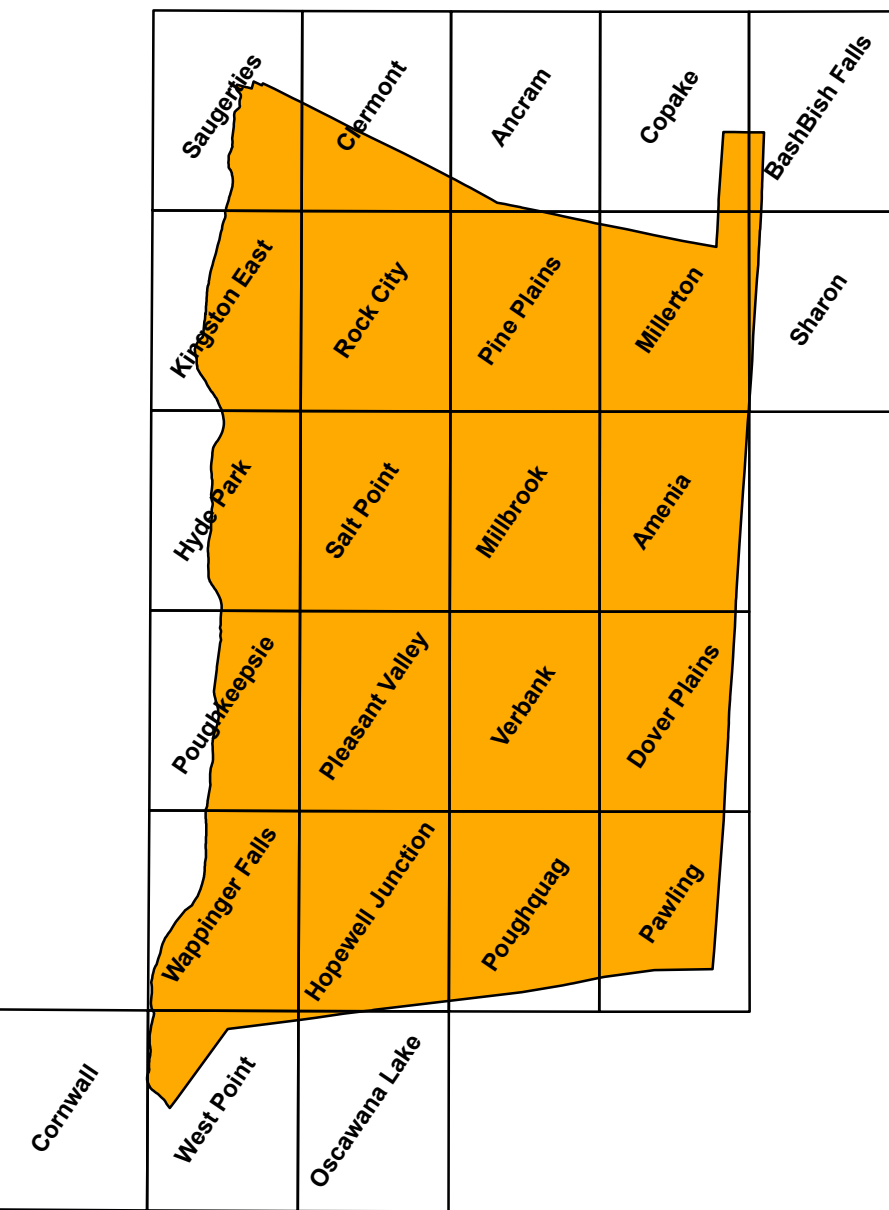 Saugerties
Clermont
Ancram
Copake
BashBish Falls
Kingston East
Rock City
Pine Plains
Millerton
Sharon
Hyde Park
Salt Point
Millbrook
Amenia
Poughkeepsie
Pleasant Valley
Verbank
Dover Plains
Wappinger Falls
Hopewell Junction
Poughquag
Pawling
Cornwall
West Point
Oscawana Lake